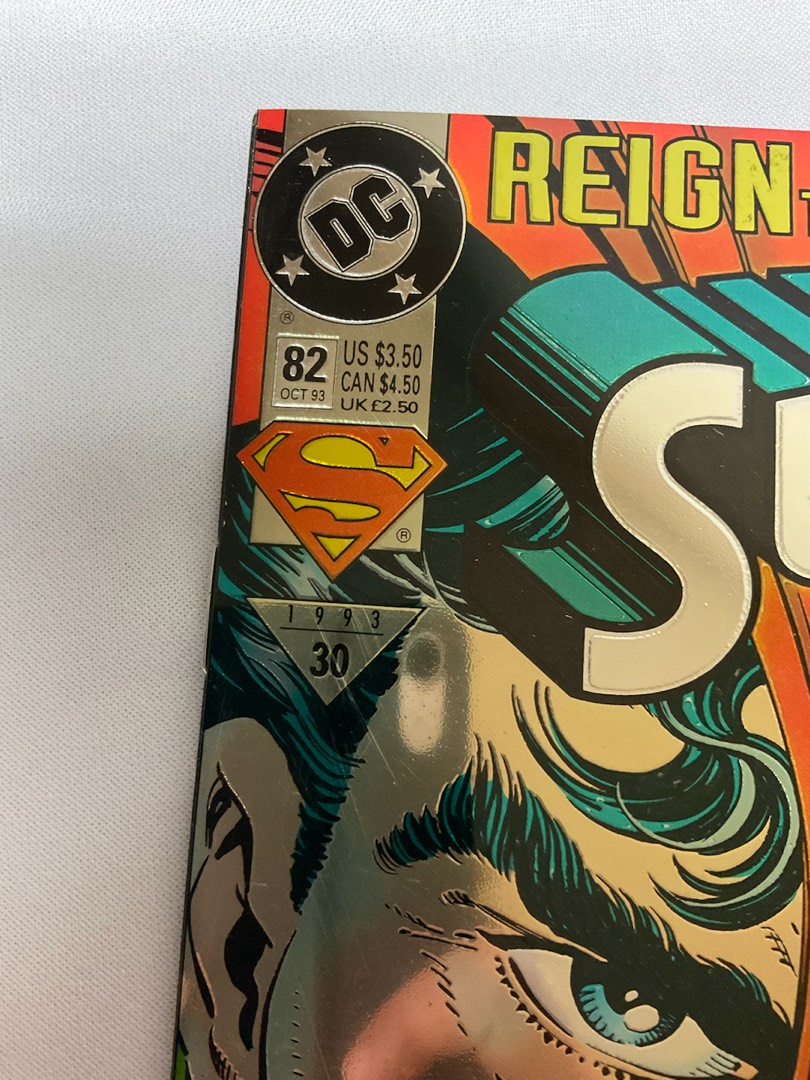 REIGN
DC
®
82
OCT 93
US $3.50
CAN $4.50
UK £2.50
S
®
1993
30
S